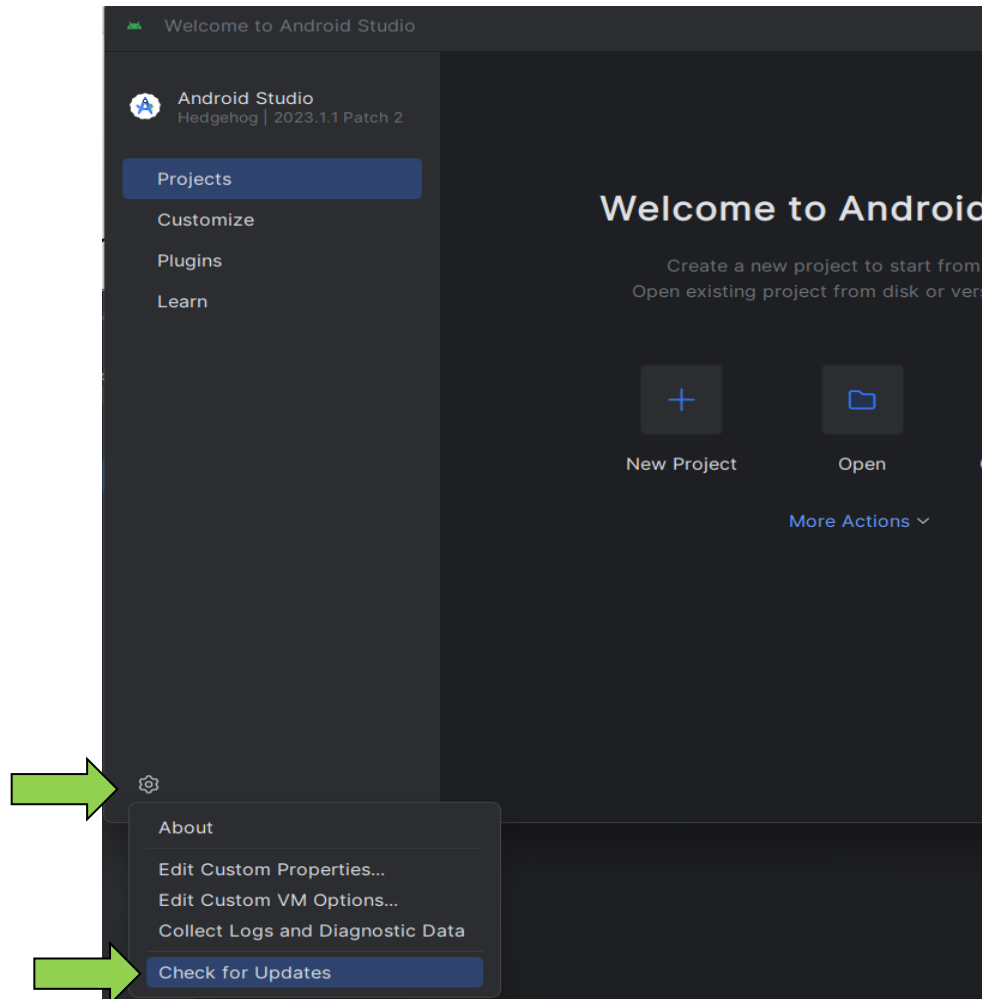 Welcome to Android Studio
Android Studio
Hedgehog | 2023.1.1 Patch 2
Projects
Customize
Plugins
Learn
Welcome to Android
Create a new project to start from
Open existing project from disk or
New Project
Open
More Actions
About
Edit Custom Properties...
Edit Custom VM Options...
Collect Logs and Diagnostic Data
Check for Updates